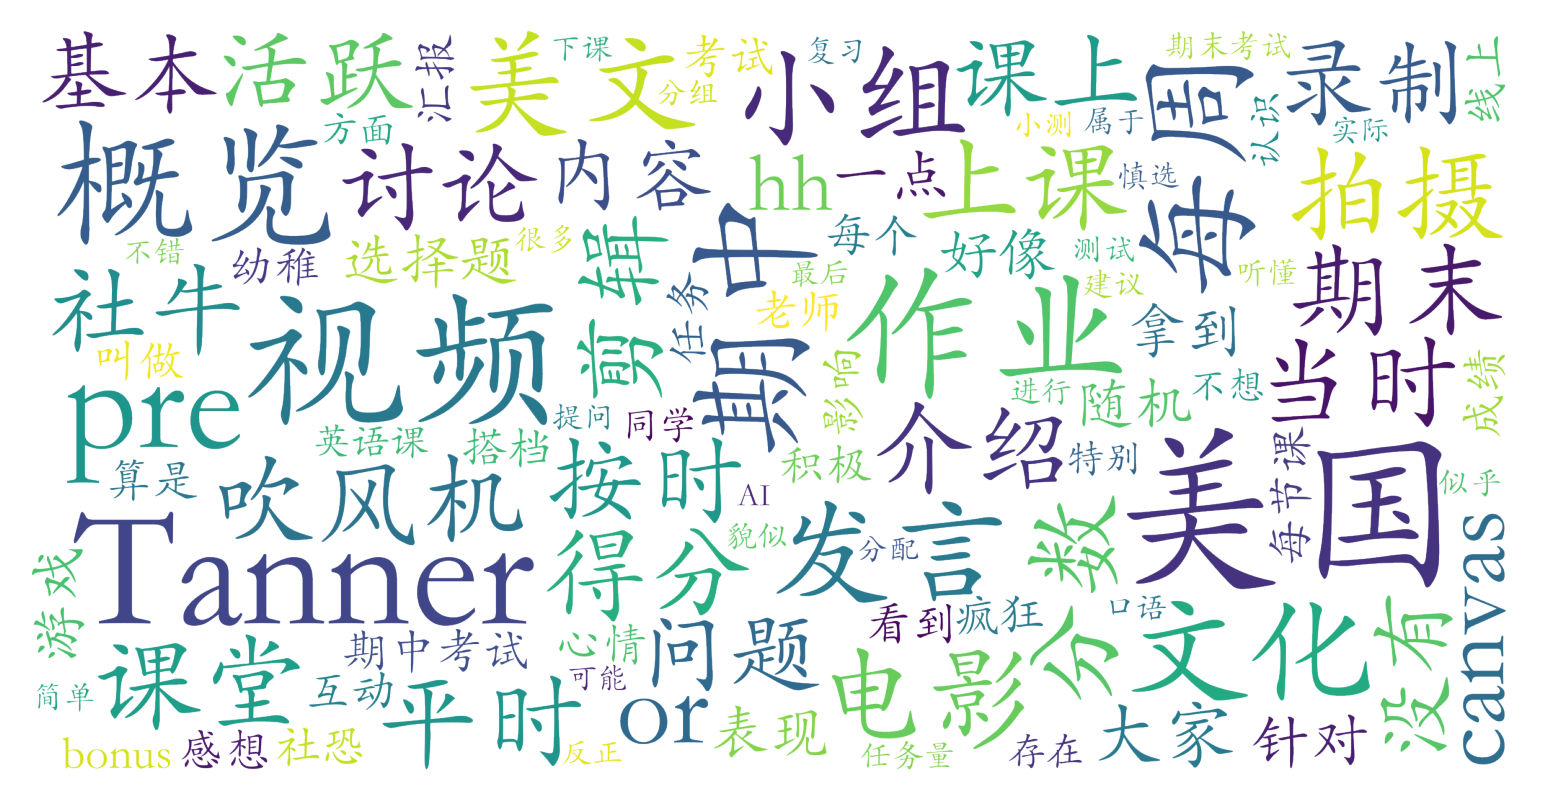 基本
活跃
汇报
美文
下课
考试
分组
小组
复习
课上
期末考试
每周
录制
线上
方面
小测
属于
认识
实际
概览
讨论
内容
hh
一点
上课
慎选
拍摄
不错
幼稚
选择题
很多
剪辑
期中
每个
好像
测试
听懂
最后
建议
社牛
视频
任务
老师
作业
拿到
期末
叫做
pre
影响
进行
随机
不想
当时
成绩
英语课
搭档
提问
同学
介绍
特别
美国
每节课
似乎
算是
吹风机
按时
积极
AI
Tanner
得分
貌似
发言
分配
分数
canvas
游戏
课堂
期中考试
心情
问题
看到
疯狂
口语
文化
没有
简单
互动
平时
可能
or
电影
bonus
感想
社恐
反正
表现
任务量
存在
大家
针对